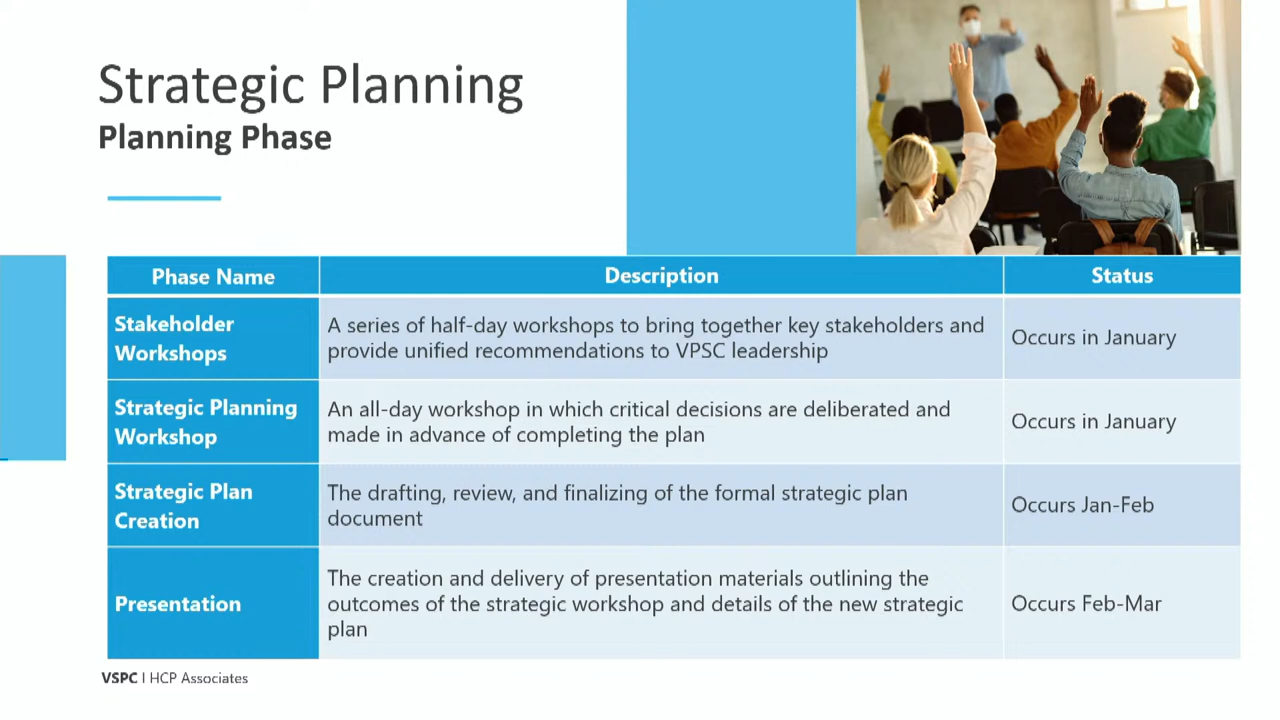 Strategic Planning
Planning Phase
Phase Name
Description
Status
Stakeholder
Workshops
A series of half-day workshops to bring together key stakeholders and
provide unified recommendations to VPSC leadership
Occurs in January
Strategic Planning
Workshop
An all-day workshop in which critical decisions are deliberated and
made in advance of completing the plan
Occurs in January
Strategic Plan
Creation
The drafting, review, and finalizing of the formal strategic plan
document
Occurs Jan-Feb
Presentation
The creation and delivery of presentation materials outlining the
outcomes of the strategic workshop and details of the new strategic
plan
Occurs Feb-Mar
VSPC | HCP Associates